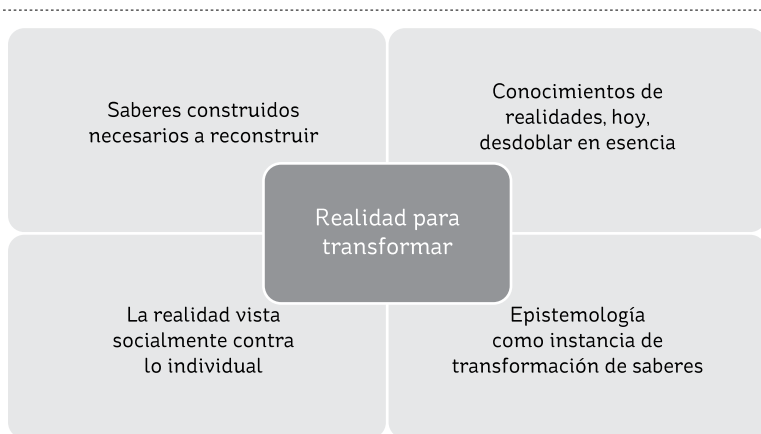 Saberes construidos
necesarios a reconstruir
Conocimientos de
realidades, hoy,
desdoblar en esencia
Realidad para
transformar
La realidad vista
socialmente contra
lo individual
Epistemología
como instancia de
transformación de saberes